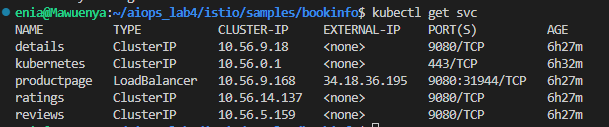 enia@Mawuenya:~/aiops_lab4/istio/samples/bookinfo$ kubectl get svc
NAME TYPE CLUSTER-IP EXTERNAL-IP PORT(S) AGE
details ClusterIP 10.56.9.18 <none> 9080/TCP 6h27m
kubernetes ClusterIP 10.56.0.1 <none> 443/TCP 6h32m
productpage LoadBalancer 10.56.9.168 34.18.36.195 9080:31944/TCP 6h27m
ratings ClusterIP 10.56.14.137 <none> 9080/TCP 6h27m
reviews ClusterIP 10.56.5.159 <none> 9080/TCP 6h27m